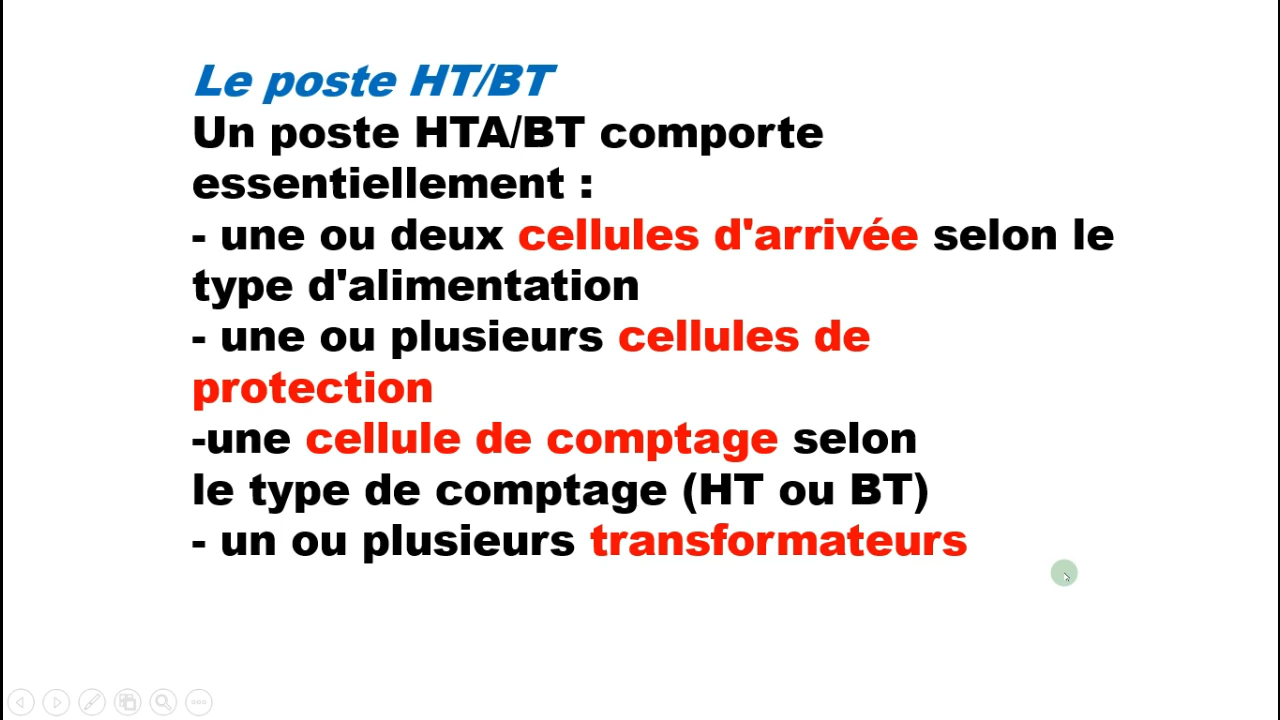 Le poste HT/BT
Un poste HTA/BT comporte
essentiellement :
- une ou deux cellules d'arrivée selon le
type d'alimentation
- une ou plusieurs cellules de
protection
-une cellule de comptage selon
le type de comptage (HT ou BT)
- un ou plusieurs transformateurs